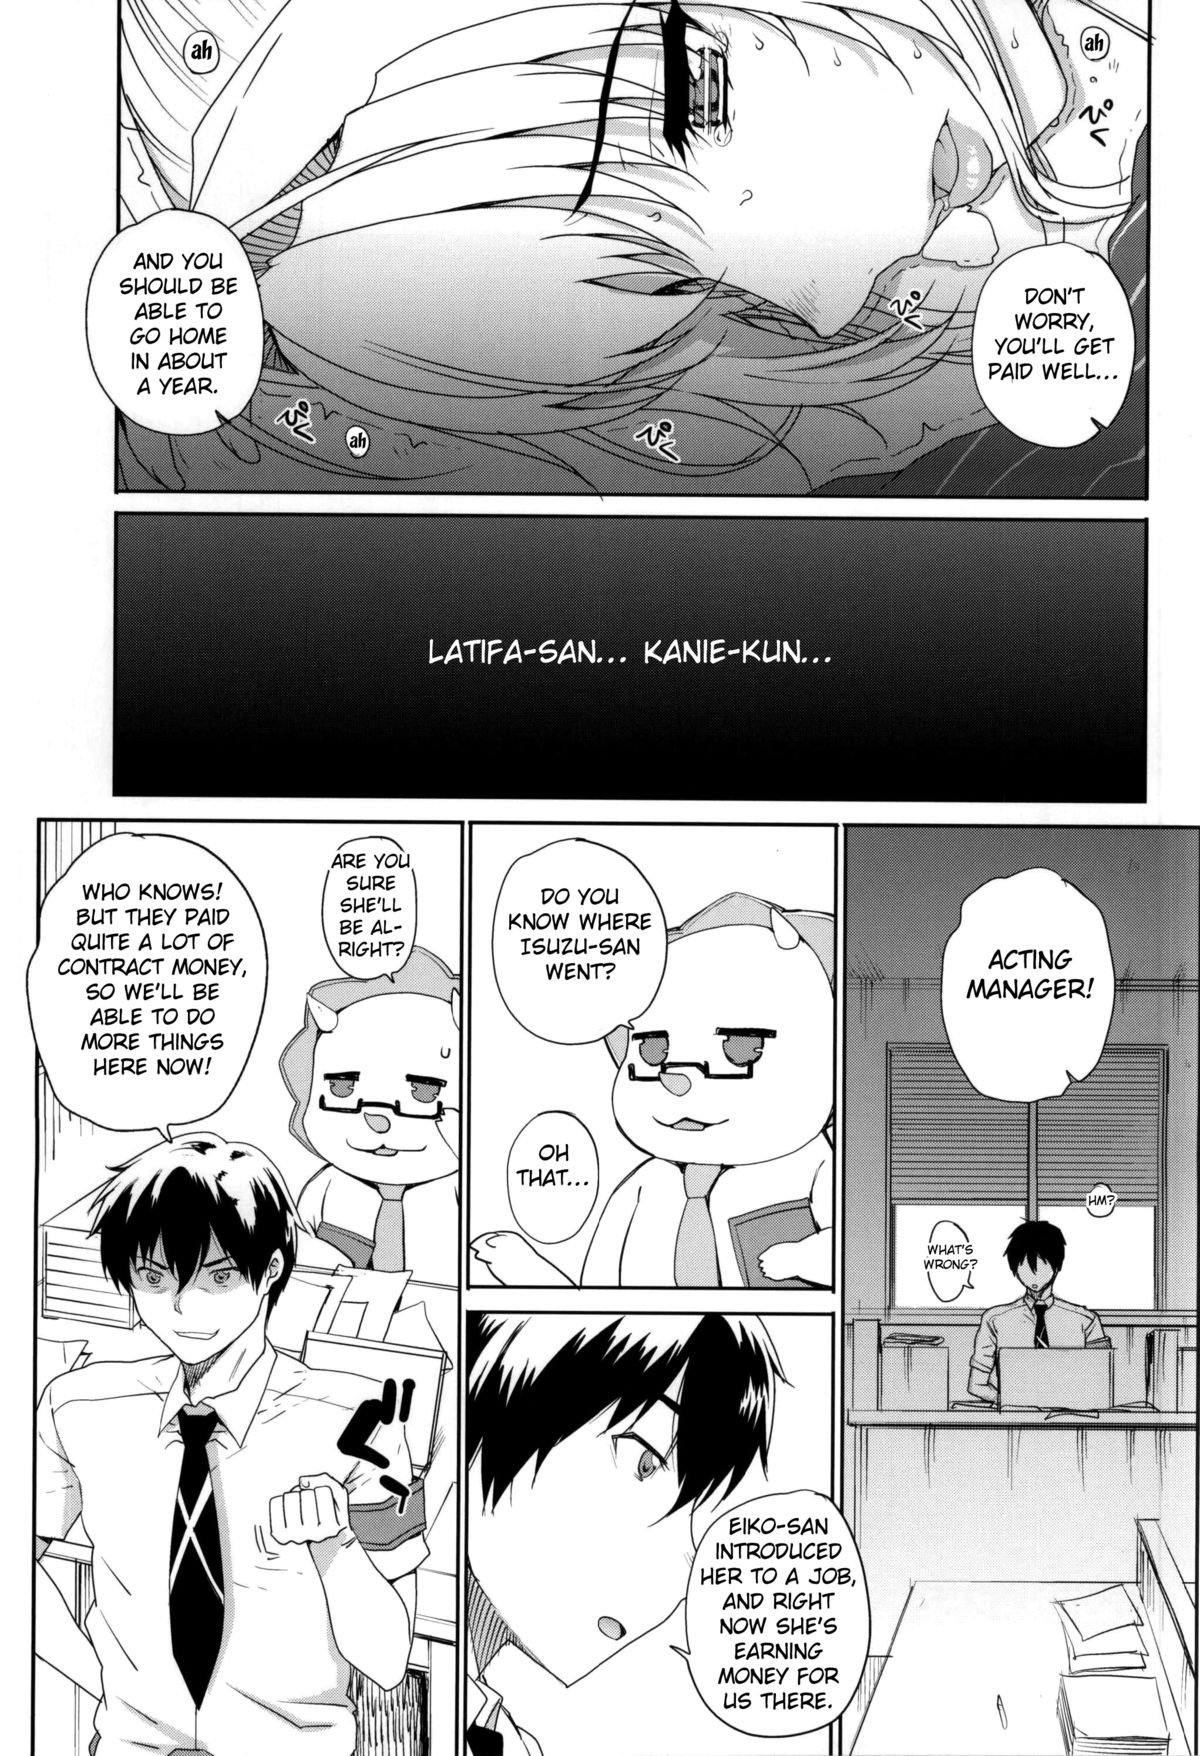 ah
DON'T
WORRY,
YOU'LL GET
PAID WELL...
ぴく
ah
ぴく
ぴく
AND YOU
SHOULD BE
ABLE TO
GO HOME
IN ABOUT
A YEAR.
ah
ぴく
LATIFA-SAN... KANIE-KUN...
ACTING
MANAGER!
HM?
WHAT'S
WRONG?
DO YOU
KNOW WHERE
ISUZU-SAN
WENT?
OH
THAT...
EIKO-SAN
INTRODUCED
HER TO A JOB,
AND RIGHT
NOW SHE'S
EARNING
MONEY FOR
US THERE.
ARE YOU
SURE
SHE'LL
BE AL-
RIGHT?
WHO KNOWS!
BUT THEY PAID
QUITE A LOT OF
CONTRACT MONEY,
SO WE'LL BE
ABLE TO DO
MORE THINGS
HERE NOW!
ぐっ